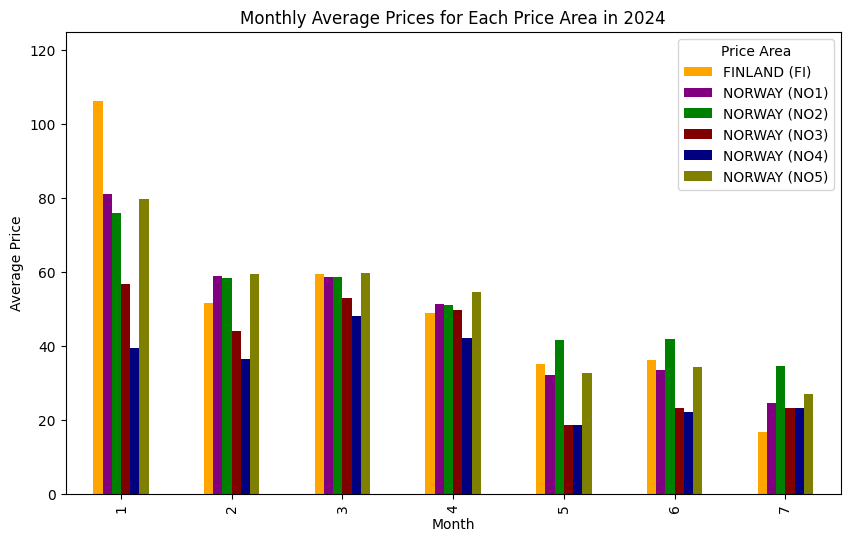 Monthly Average Prices for Each Price Area in 2024
120
100
80
60
40
20
0
Average Price
Price Area
FINLAND (FI)
NORWAY (NO1)
NORWAY (NO2)
NORWAY (NO3)
NORWAY (NO4)
NORWAY (NO5)
1
2
3
4
5
6
7
Month